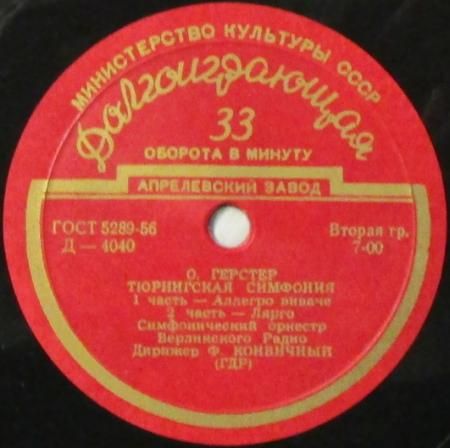 МИНИСТЕРСТВО КУЛЬТУРЫ СССР
Долгоиграющая
33
ОБОРОТА В МИНУТУ
АПРЕЛЕВСКИЙ ЗАВОД
ГОСТ 5289-56
Д — 4040
Вторая гр.
7-00
О. ГЕРСТЕР
ТЮРИНГСКАЯ СИМФОНИЯ
1 часть — Аллегро виваче
2 часть — Лярго
Симфонический оркестр
Берлинского Радио
Дирижер Ф. КОНВИЧНЫЙ
(ГДР)